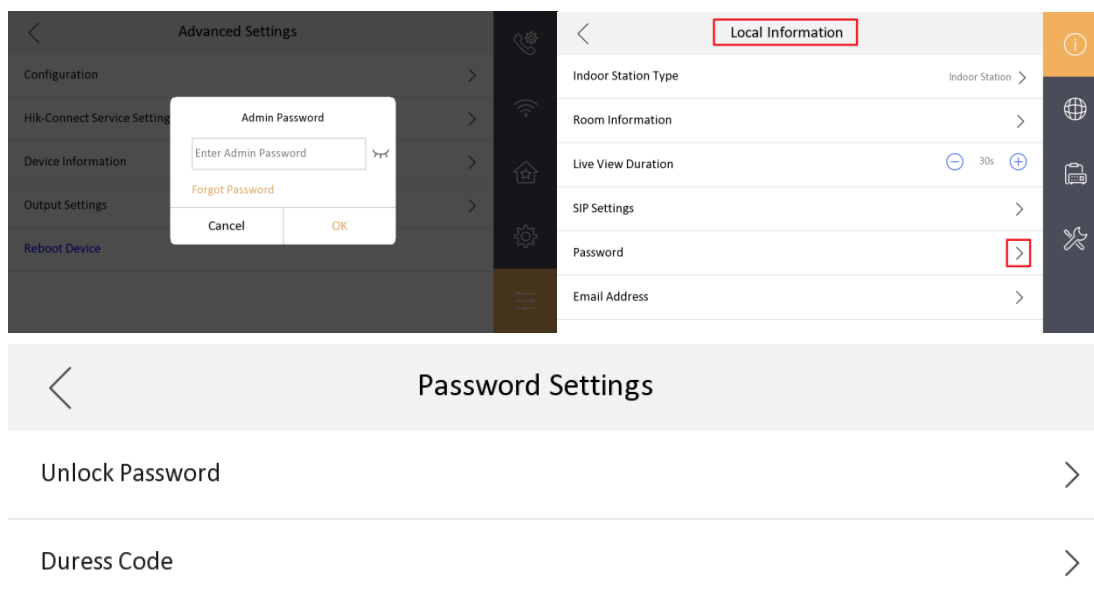 Advanced Settings
Configuration
Hik-Connect Service Setting
Device Information
Output Settings
Reboot Device
Admin Password
Enter Admin Password
Forgot Password
Cancel
OK
Local Information
Indoor Station Type
Indoor Station
Room Information
Live View Duration
30s
SIP Settings
Password
Email Address
Password Settings
Unlock Password
Duress Code